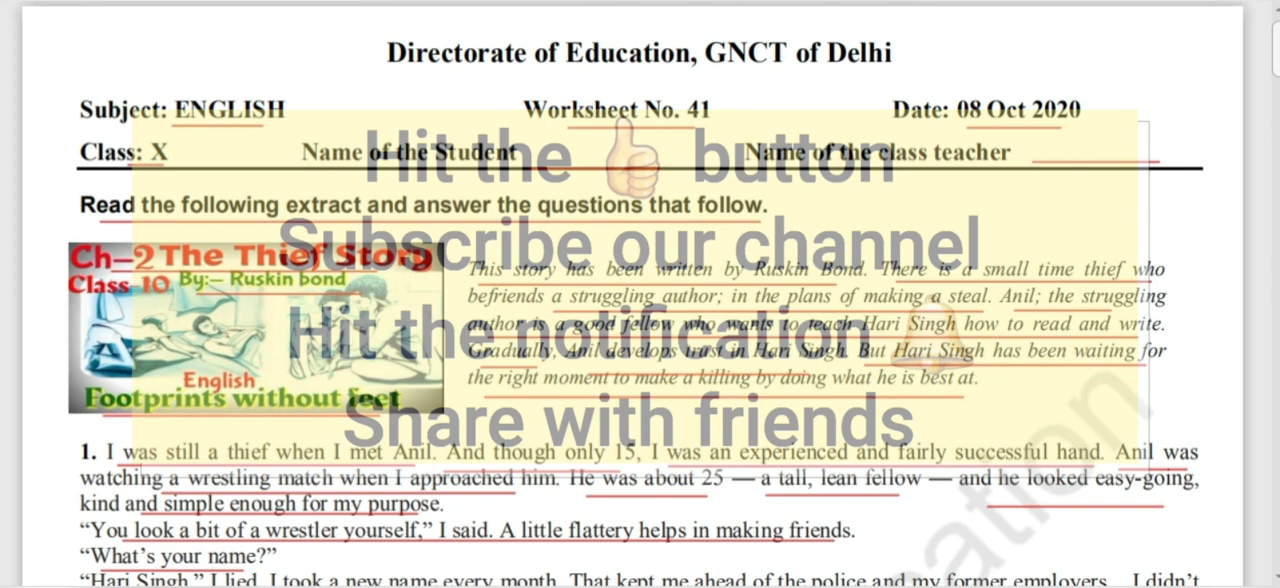 Directorate of Education, GNCT of Delhi
Subject: ENGLISH Worksheet No. 41 Date: 08 Oct 2020
Class: X Name of the Student Name of the class teacher
Hit the 👍 button
Read the following extract and answer the questions that follow.
Subscribe our channel
Ch–2 The Thief Story
Class 10 By:– Ruskin bond
English
Footprints without feet
This story has been written by Ruskin Bond. There is a small time thief who
befriends a struggling author; in the plans of making a steal. Anil; the struggling
author is a good fellow who wants to teach Hari Singh how to read and write.
Gradually, Anil develops trust in Hari Singh. But Hari Singh has been waiting for
the right moment to make a killing by doing what he is best at.
Hit the notification 🔔
Share with friends
1. I was still a thief when I met Anil. And though only 15, I was an experienced and fairly successful hand. Anil was
watching a wrestling match when I approached him. He was about 25 — a tall, lean fellow — and he looked easy-going,
kind and simple enough for my purpose.
“You look a bit of a wrestler yourself,” I said. A little flattery helps in making friends.
“What’s your name?”
“Hari Singh,” I lied. I took a new name every month. That kept me ahead of the police and my former employers. I didn’t